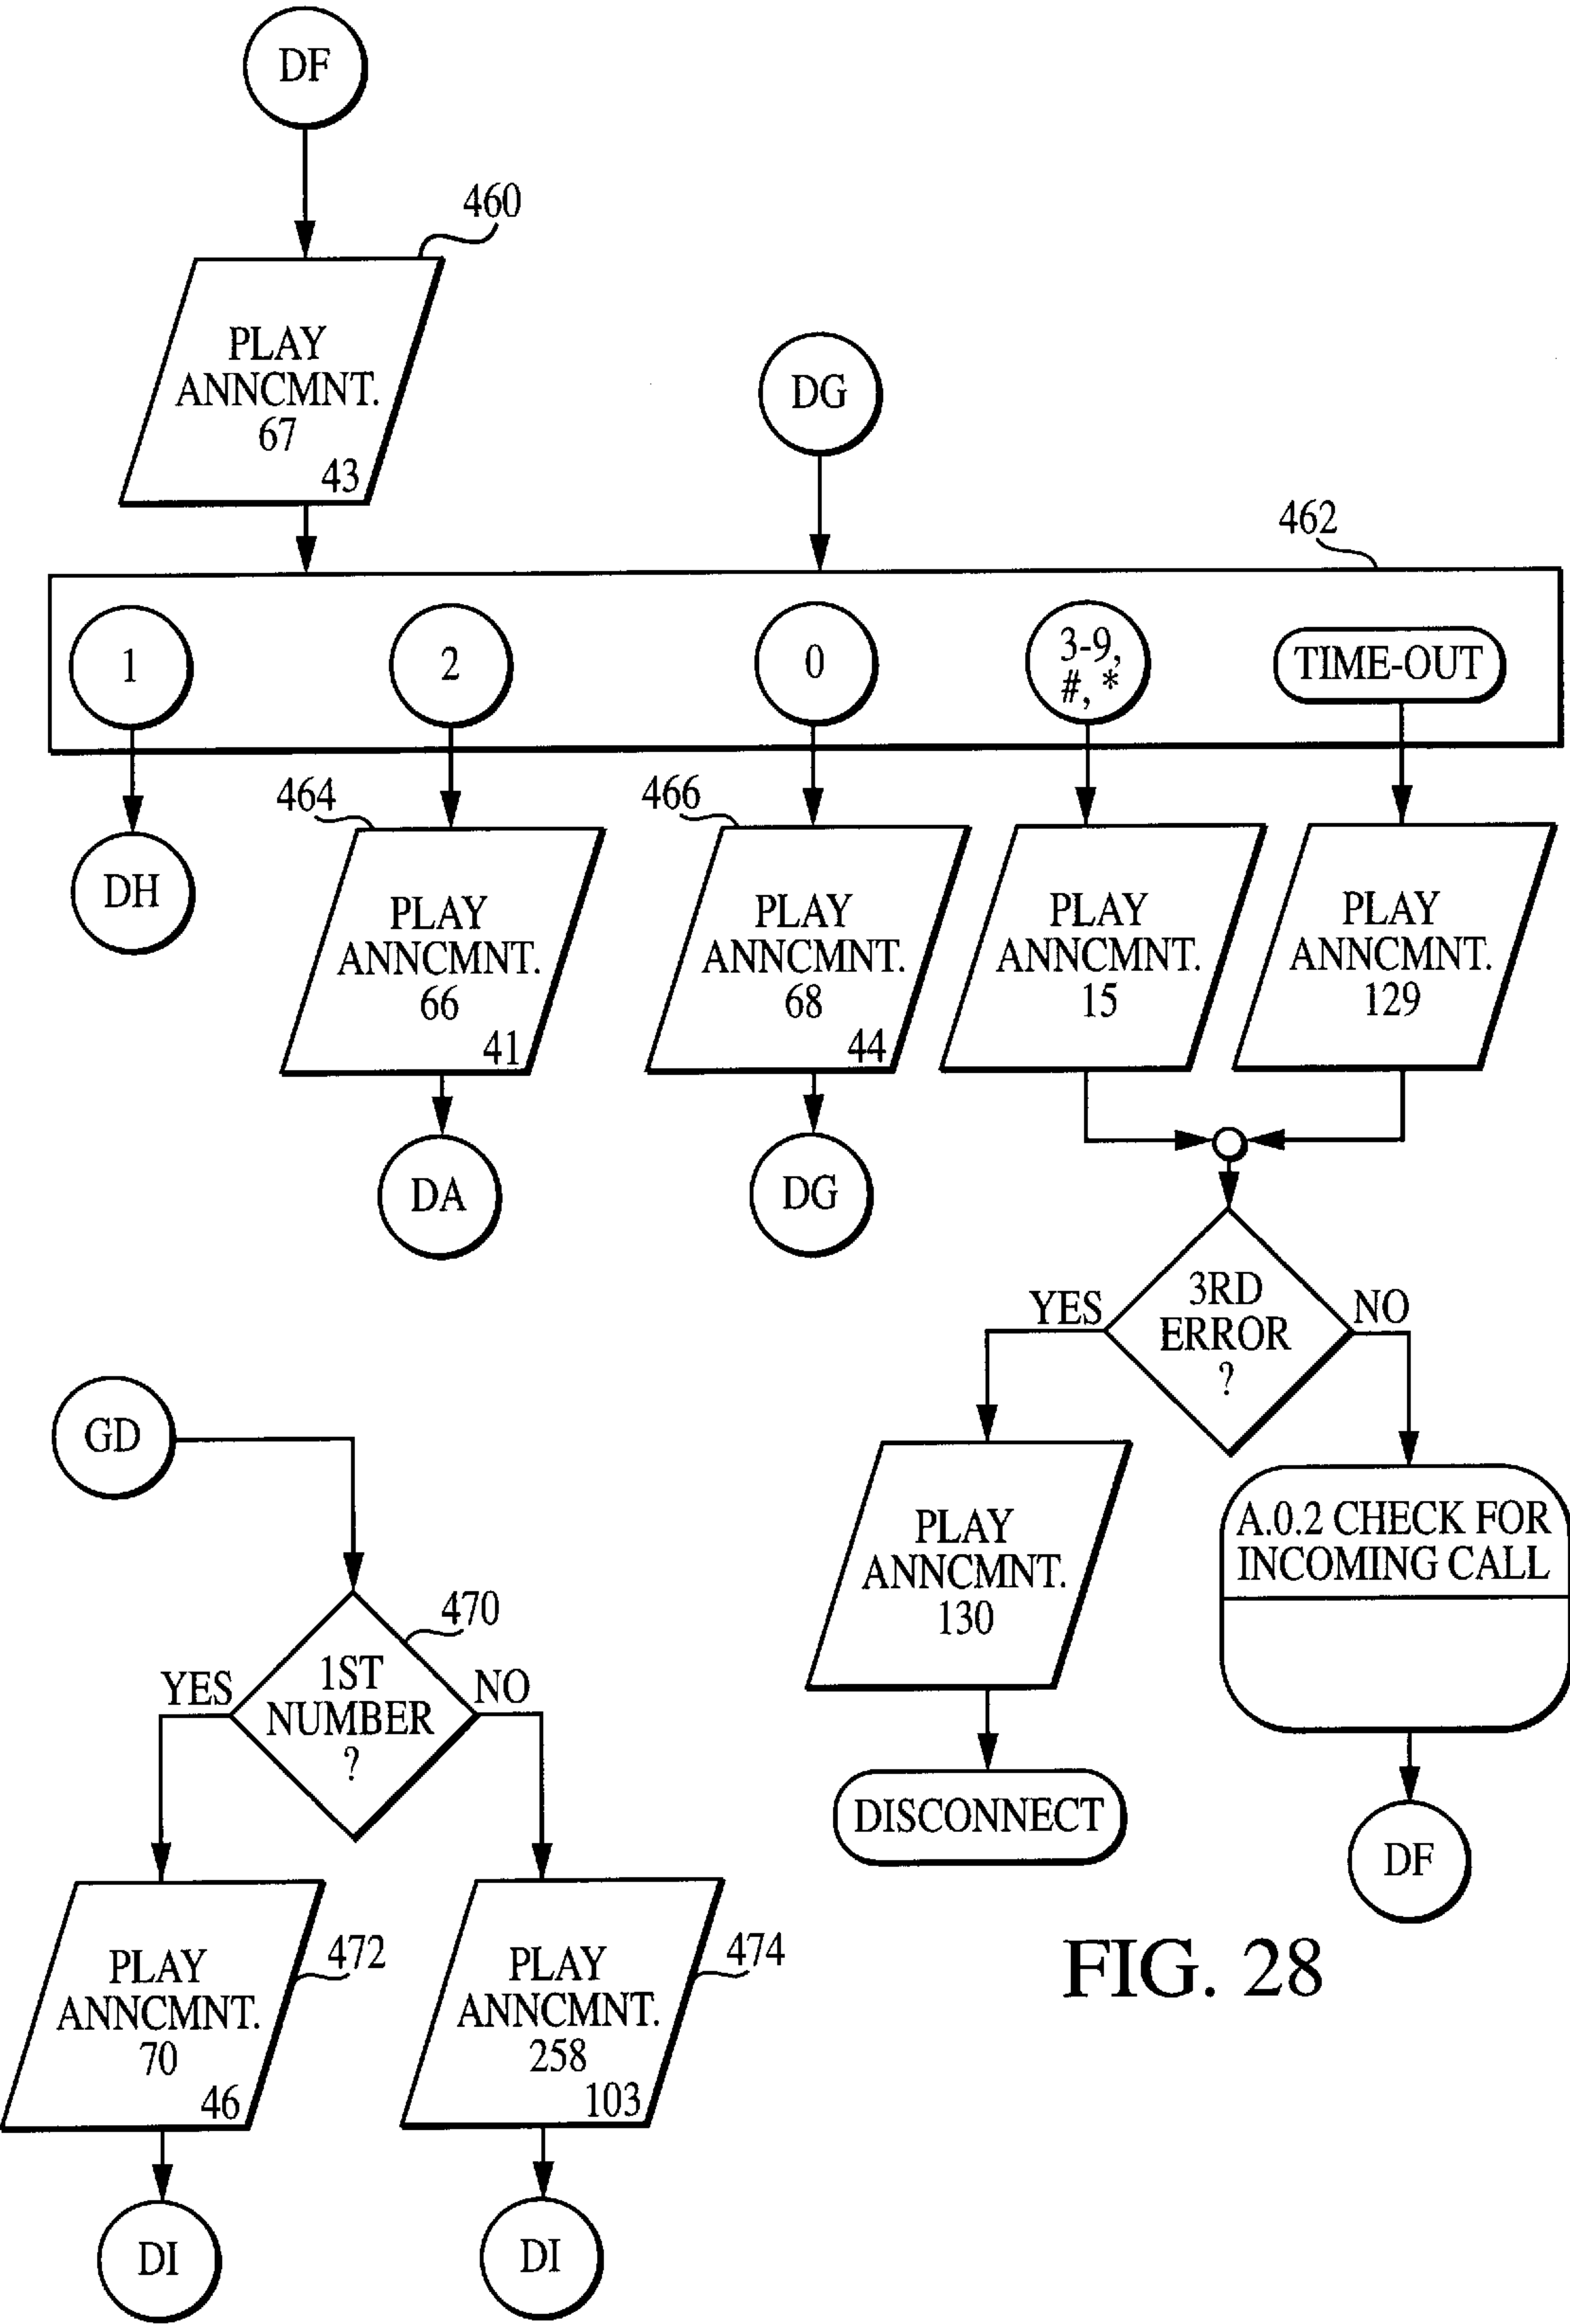 DF
460
PLAY
ANNCMNT.
67
43
DG
462
1
2
0
3-9,
#, *
TIME-OUT
464
466
DH
PLAY
ANNCMNT.
66
41
PLAY
ANNCMNT.
68
44
PLAY
ANNCMNT.
15
PLAY
ANNCMNT.
129
DA
DG
YES
3RD
ERROR
?
NO
GD
PLAY
ANNCMNT.
130
A.0.2 CHECK FOR
INCOMING CALL
470
YES
1ST
NUMBER
?
NO
DISCONNECT
DF
PLAY
ANNCMNT.
70
46
472
PLAY
ANNCMNT.
258
103
474
FIG. 28
DI
DI